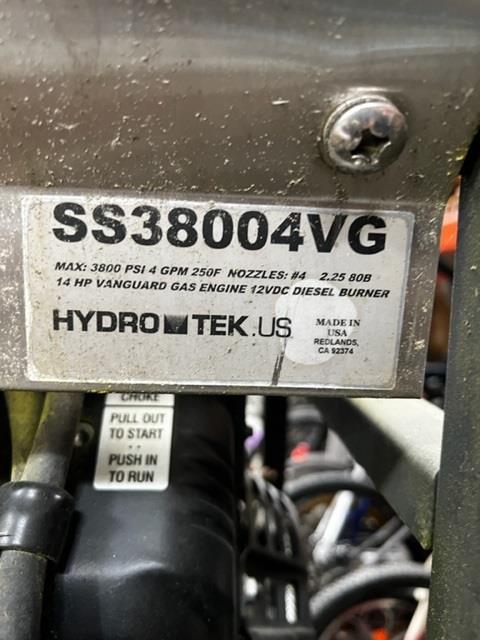 SS38004VG
MAX: 3800 PSI 4 GPM 250F NOZZLES: #4 2.25 80B
14 HP VANGUARD GAS ENGINE 12VDC DIESEL BURNER
HYDRO TEK.US
MADE IN
USA
REDLANDS,
CA 92374
CHOKE
PULL OUT
TO START
..
PUSH IN
TO RUN